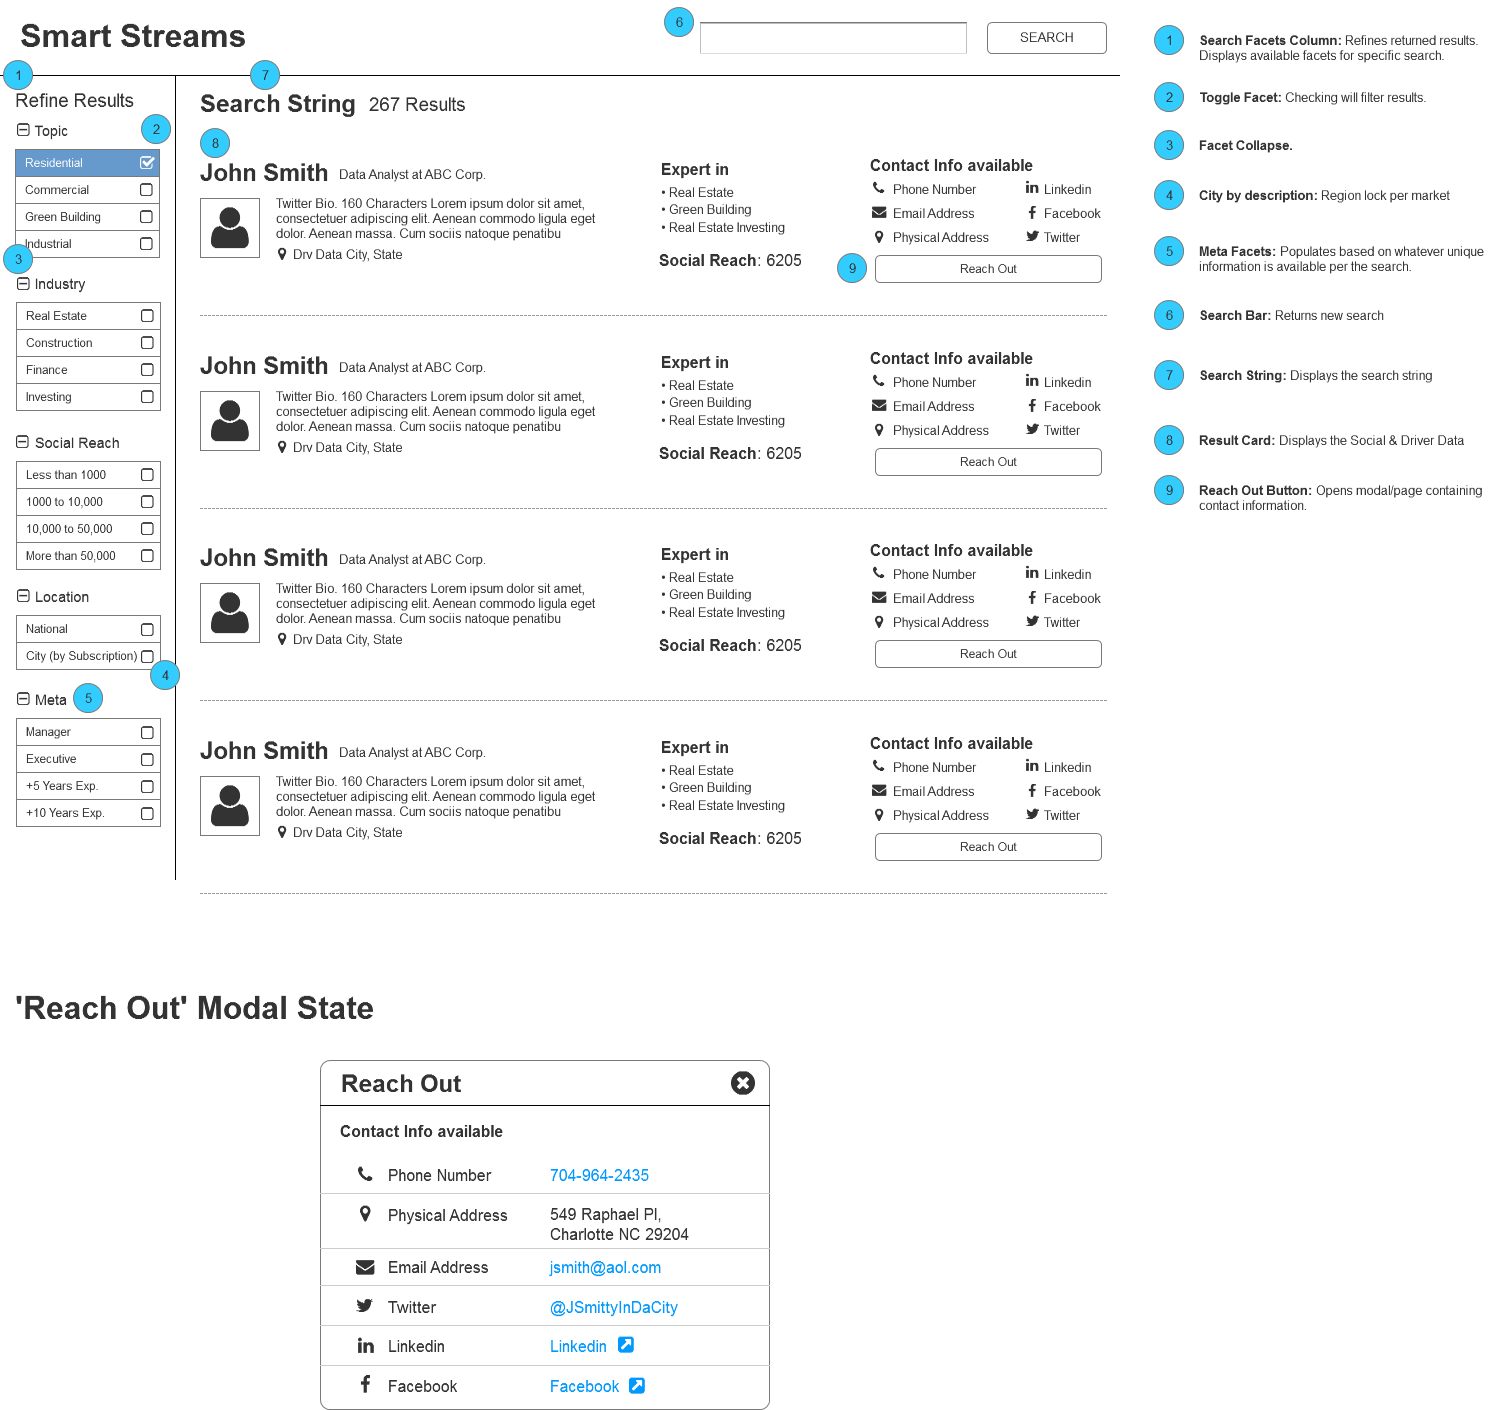 Smart Streams
6
SEARCH
1
7
Refine Results
Topic
2
Residential
Commercial
Green Building
Industrial
3
Industry
Real Estate
Construction
Finance
Investing
Social Reach
Less than 1000
1000 to 10,000
10,000 to 50,000
More than 50,000
Location
National
City (by Subscription)
4
Meta
5
Manager
Executive
+5 Years Exp.
+10 Years Exp.
Search String 267 Results
8
John Smith Data Analyst at ABC Corp.
Twitter Bio. 160 Characters Lorem ipsum dolor sit amet,
consectetuer adipiscing elit. Aenean commodo ligula eget
dolor. Aenean massa. Cum sociis natoque penatibu
Drv Data City, State
Expert in
• Real Estate
• Green Building
• Real Estate Investing
Social Reach: 6205
Contact Info available
Phone Number Linkedin
Email Address Facebook
Physical Address Twitter
9
Reach Out
John Smith Data Analyst at ABC Corp.
Twitter Bio. 160 Characters Lorem ipsum dolor sit amet,
consectetuer adipiscing elit. Aenean commodo ligula eget
dolor. Aenean massa. Cum sociis natoque penatibu
Drv Data City, State
Expert in
• Real Estate
• Green Building
• Real Estate Investing
Social Reach: 6205
Contact Info available
Phone Number Linkedin
Email Address Facebook
Physical Address Twitter
Reach Out
John Smith Data Analyst at ABC Corp.
Twitter Bio. 160 Characters Lorem ipsum dolor sit amet,
consectetuer adipiscing elit. Aenean commodo ligula eget
dolor. Aenean massa. Cum sociis natoque penatibu
Drv Data City, State
Expert in
• Real Estate
• Green Building
• Real Estate Investing
Social Reach: 6205
Contact Info available
Phone Number Linkedin
Email Address Facebook
Physical Address Twitter
Reach Out
John Smith Data Analyst at ABC Corp.
Twitter Bio. 160 Characters Lorem ipsum dolor sit amet,
consectetuer adipiscing elit. Aenean commodo ligula eget
dolor. Aenean massa. Cum sociis natoque penatibu
Drv Data City, State
Expert in
• Real Estate
• Green Building
• Real Estate Investing
Social Reach: 6205
Contact Info available
Phone Number Linkedin
Email Address Facebook
Physical Address Twitter
Reach Out
1 Search Facets Column: Refines returned results.
Displays available facets for specific search.
2 Toggle Facet: Checking will filter results.
3 Facet Collapse.
4 City by description: Region lock per market
5 Meta Facets: Populates based on whatever unique
information is available per the search.
6 Search Bar: Returns new search
7 Search String: Displays the search string
8 Result Card: Displays the Social & Driver Data
9 Reach Out Button: Opens modal/page containing
contact information.
'Reach Out' Modal State
Reach Out
Contact Info available
Phone Number 704-964-2435
Physical Address 549 Raphael Pl,
Charlotte NC 29204
Email Address jsmith@aol.com
Twitter @JSmittyInDaCity
Linkedin Linkedin
Facebook Facebook